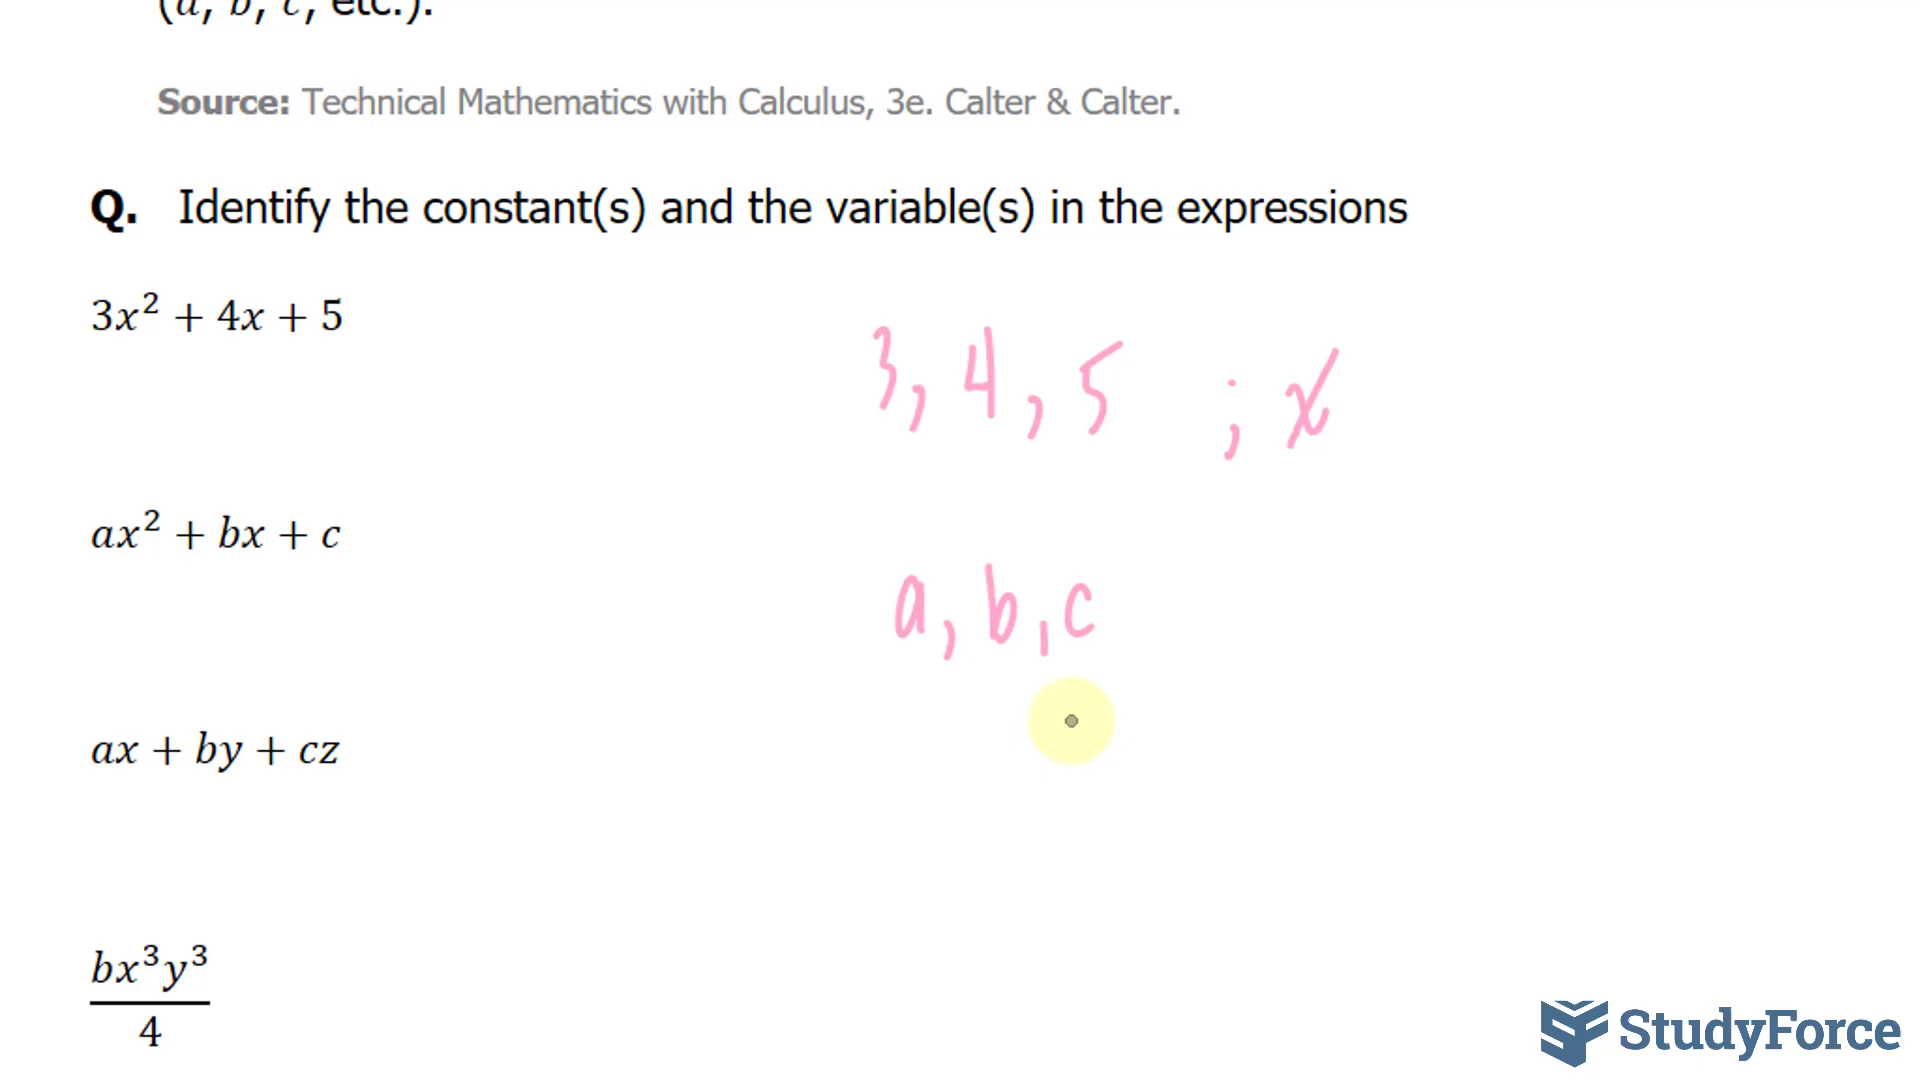 (a, b, c, etc.).
Source: Technical Mathematics with Calculus, 3e. Calter & Calter.
Q. Identify the constant(s) and the variable(s) in the expressions
3x² + 4x + 5
3, 4, 5 ; x
ax² + bx + c
a, b, c
ax + by + cz
bx³y³
4
StudyForce